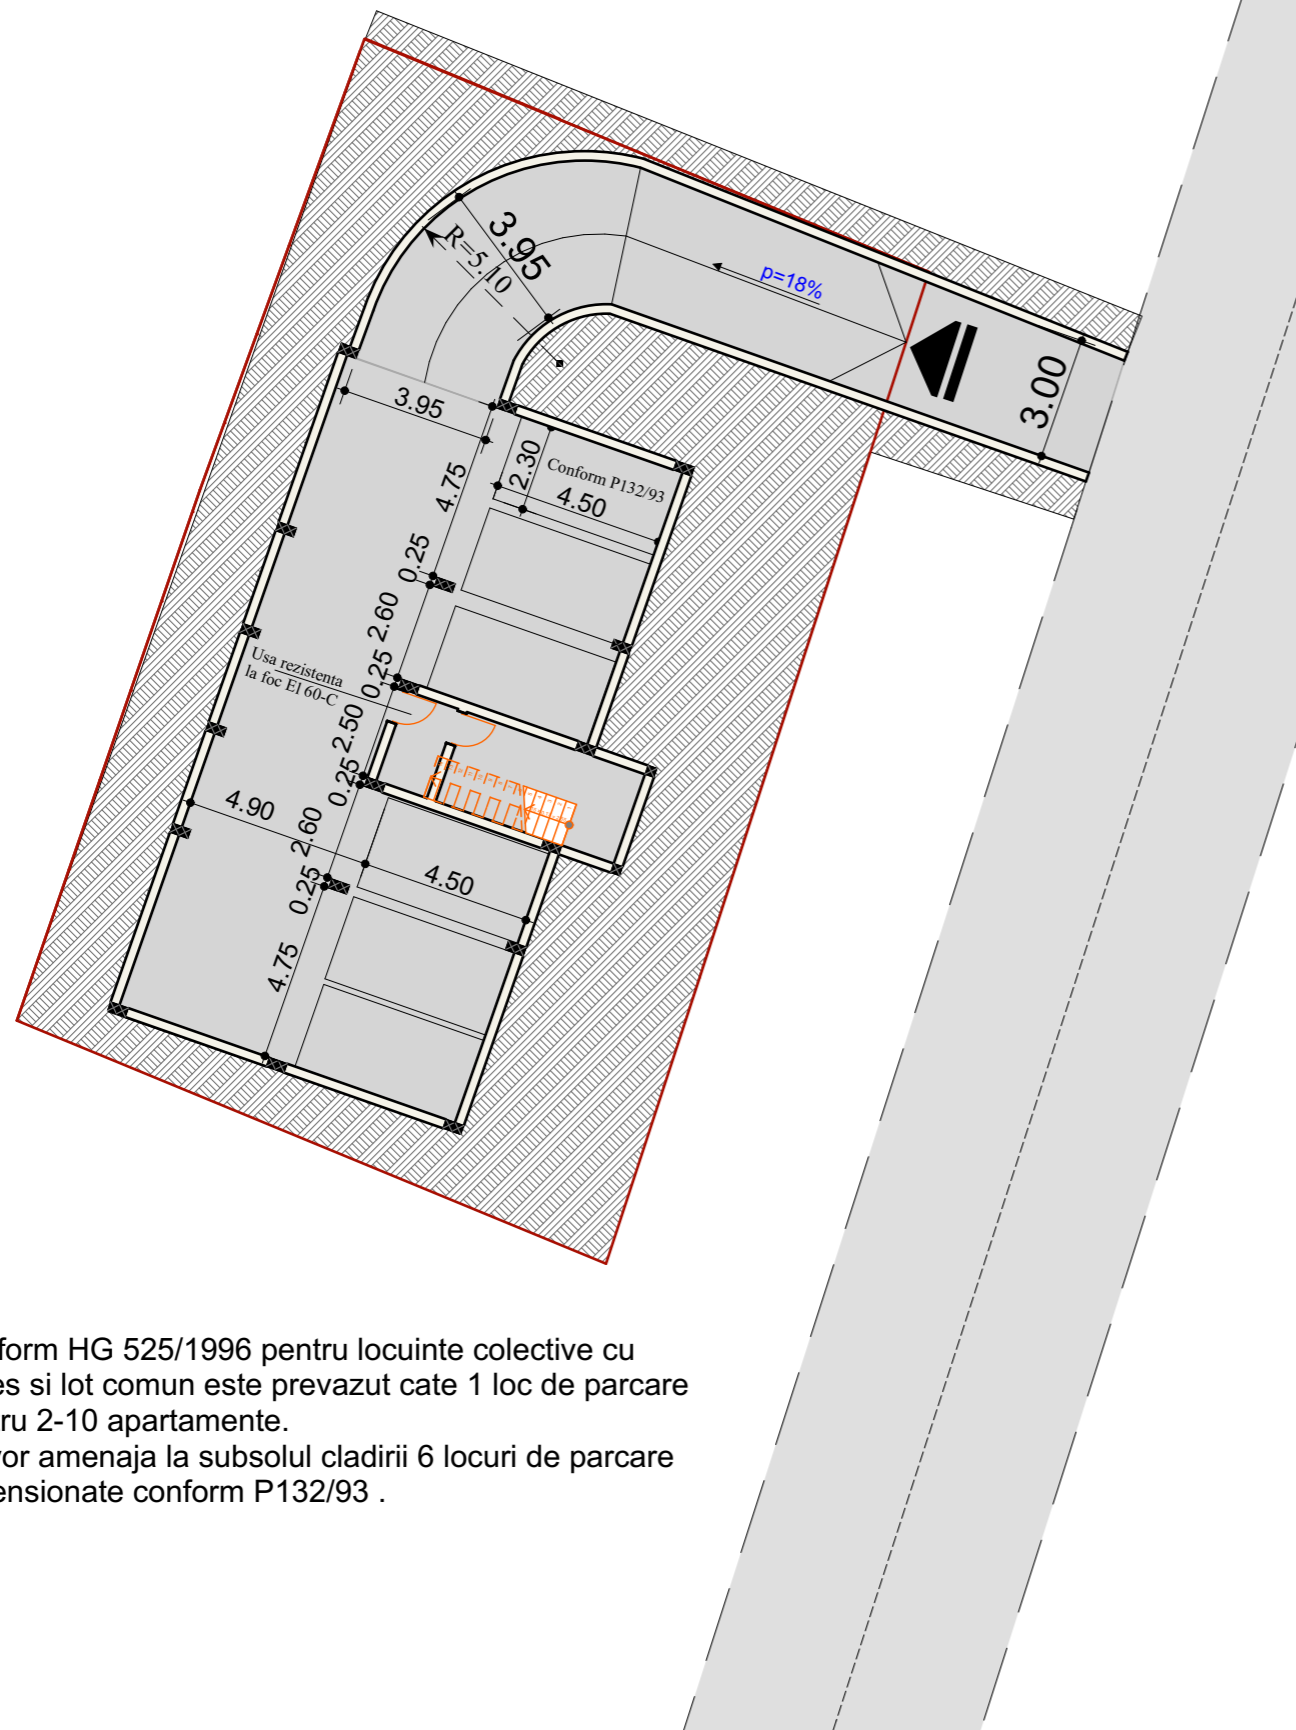 3.95
R=5.10
p=18%
3.00
3.95
4.75
2.30
Conform P132/93
4.50
0.25
2.60
Usa rezistenta
la foc EI 60-C
0.25
2.50
0.25
4.90
2.60
4.50
0.25
4.75
form HG 525/1996 pentru locuinte colective cu
es si lot comun este prevazut cate 1 loc de parcare
ru 2-10 apartamente.
vor amenaja la subsolul cladirii 6 locuri de parcare
ensionate conform P132/93 .